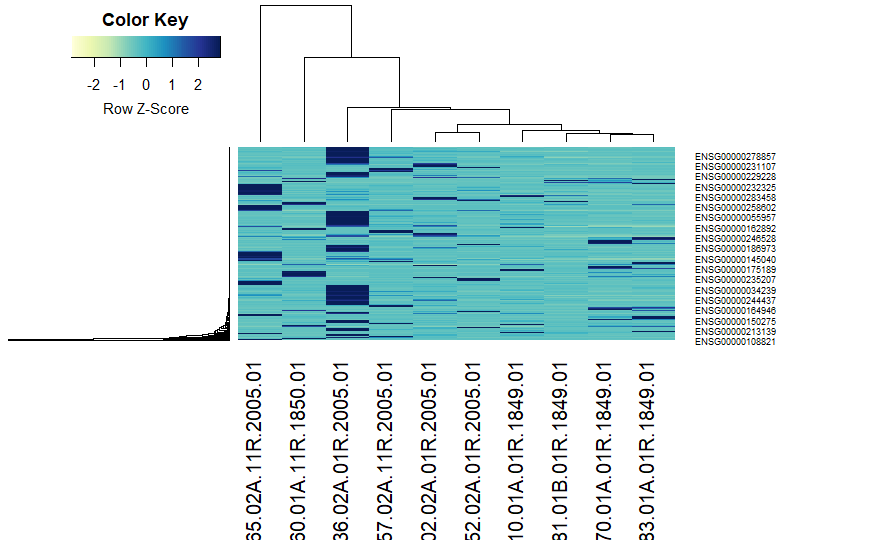 Color Key
-2 -1 0 1 2
Row Z-Score
ENSG00000278857
ENSG00000231107
ENSG00000229228
ENSG00000232325
ENSG00000283458
ENSG00000258602
ENSG00000055957
ENSG00000162892
ENSG00000246528
ENSG00000186973
ENSG00000145040
ENSG00000175189
ENSG00000235207
ENSG00000034239
ENSG00000244437
ENSG00000164946
ENSG00000150275
ENSG00000213139
ENSG00000108821
65.02A.11R.2005.01
60.01A.11R.1850.01
36.02A.01R.2005.01
57.02A.11R.2005.01
02.02A.01R.2005.01
52.02A.01R.2005.01
10.01A.01R.1849.01
81.01B.01R.1849.01
70.01A.01R.1849.01
83.01A.01R.1849.01